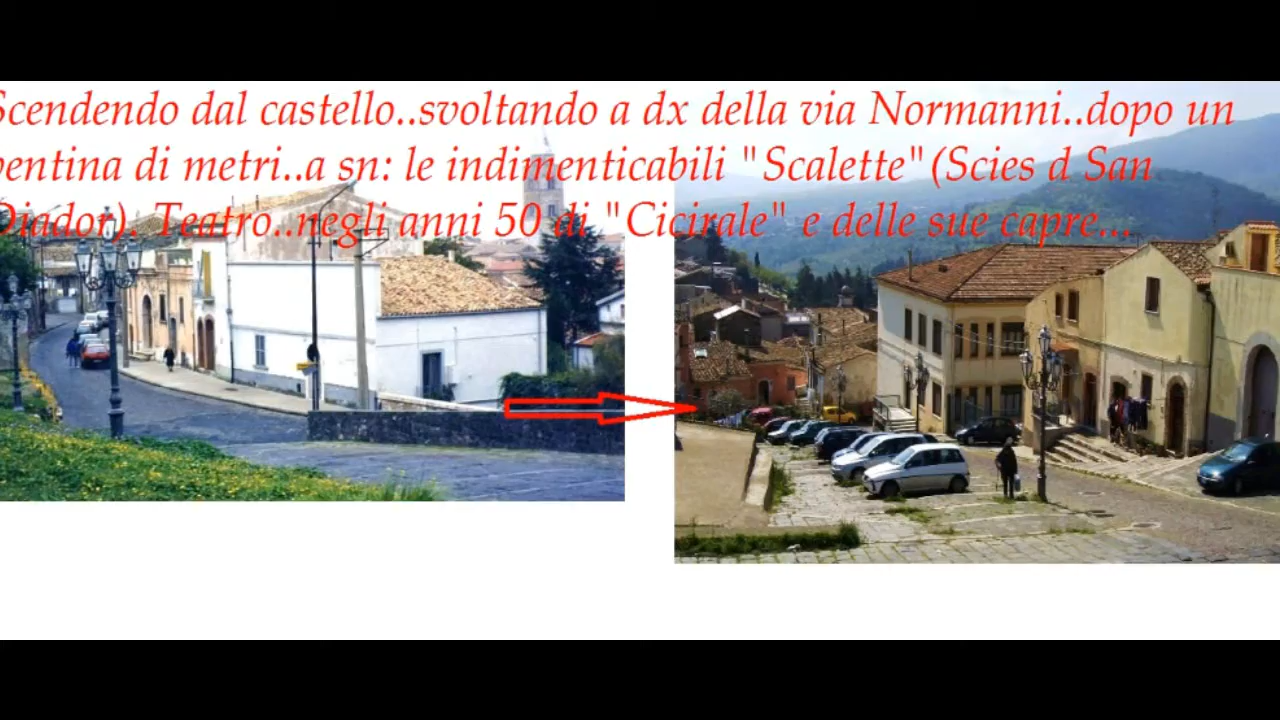 Scendendo dal castello..svoltando a dx della via Normanni..dopo un
ventina di metri..a sn: le indimenticabili "Scalette"(Scies d San
Diador). Teatro..negli anni 50 di "Cicirale" e delle sue capre...